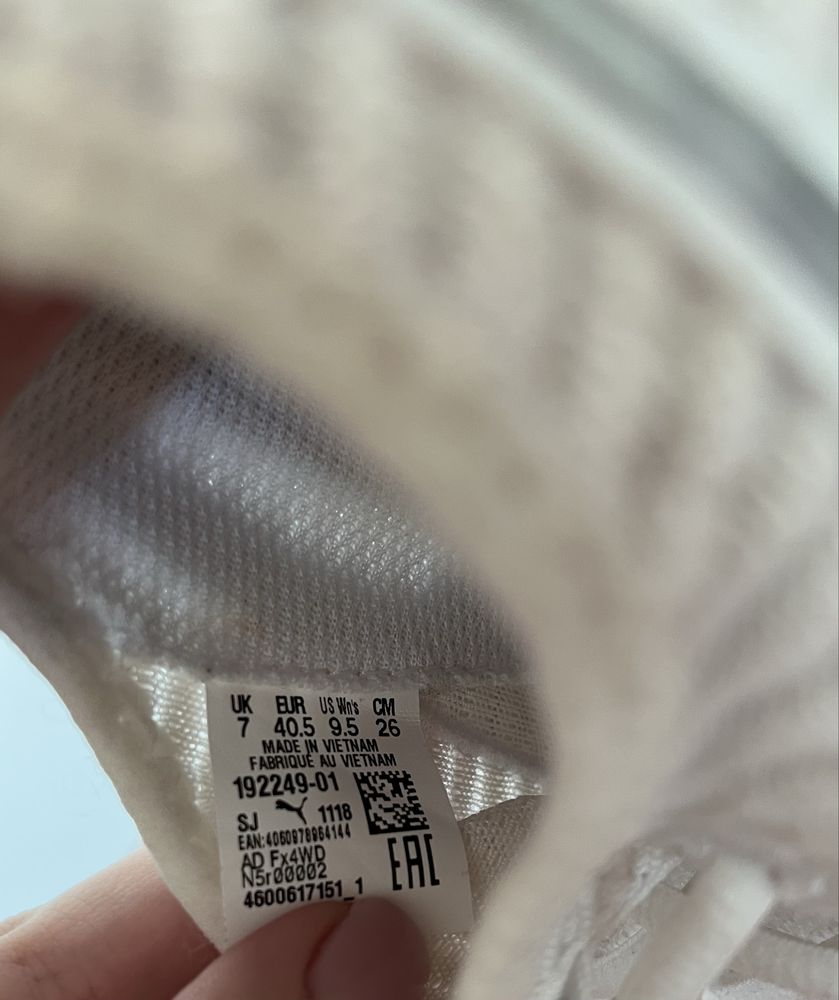 UK EUR US Wn's CM
7 40.5 9.5 26
MADE IN VIETNAM
FABRIQUÉ AU VIETNAM
192249-01
SJ 1118
EAN:4060978964144
AD Fx4WD
N5r00002
EAC
4600617151_1